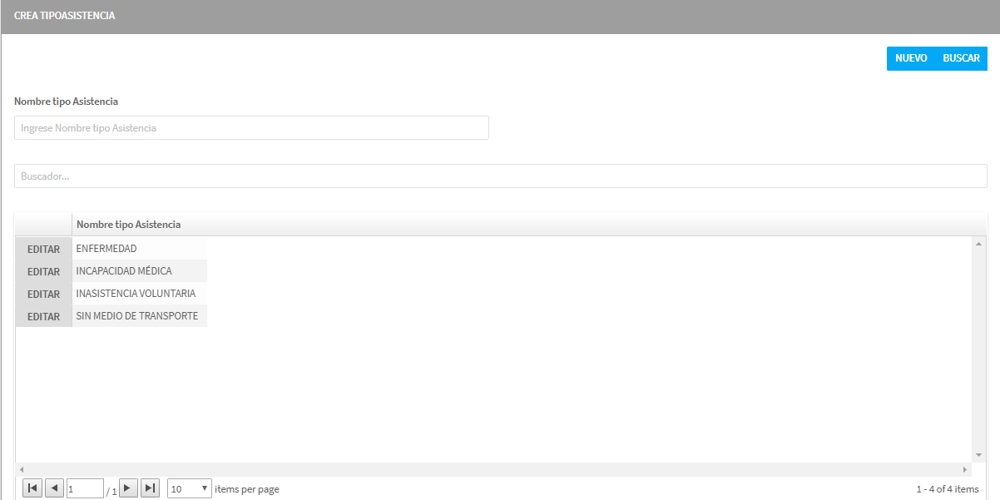 CREA TIPOASISTENCIA
NUEVO BUSCAR
Nombre tipo Asistencia
Ingrese Nombre tipo Asistencia
Buscador...
Nombre tipo Asistencia
EDITAR ENFERMEDAD
EDITAR INCAPACIDAD MÉDICA
EDITAR INASISTENCIA VOLUNTARIA
EDITAR SIN MEDIO DE TRANSPORTE
1 / 1 10 items per page 1 - 4 of 4 items